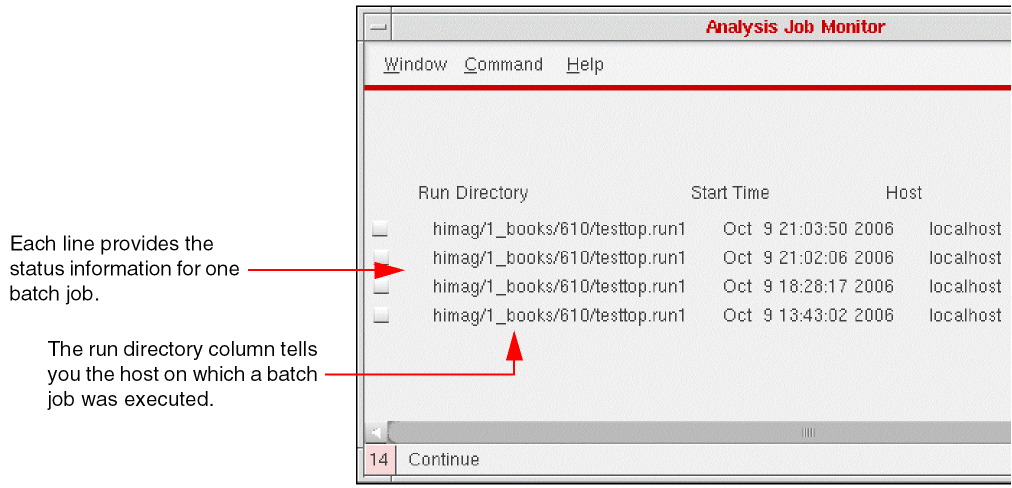 Analysis Job Monitor
Window Command Help
Run Directory Start Time Host
himag/1_books/610/testtop.run1 Oct 9 21:03:50 2006 localhost
himag/1_books/610/testtop.run1 Oct 9 21:02:06 2006 localhost
himag/1_books/610/testtop.run1 Oct 9 18:28:17 2006 localhost
himag/1_books/610/testtop.run1 Oct 9 13:43:02 2006 localhost
Each line provides the
status information for one
batch job.
The run directory column tells
you the host on which a batch
job was executed.
14 Continue